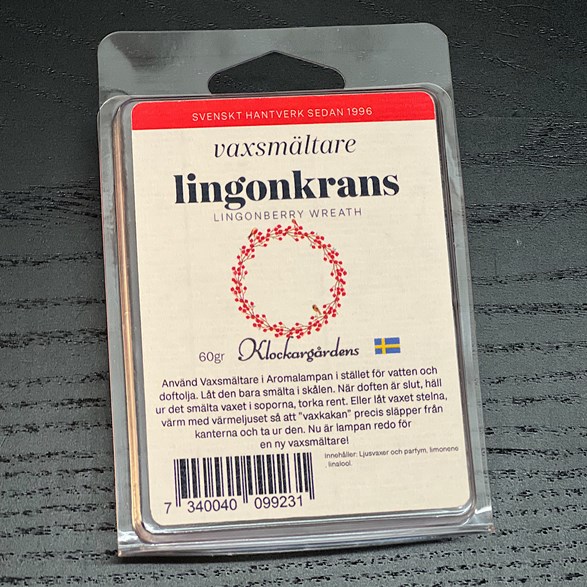 SVENSKT HANTVERK SEDAN 1996
vaxsmältare
lingonkrans
LINGONBERRY WREATH
60gr Klockargårdens
Använd Vaxsmältare i Aromalampan i stället för vatten och
doftolja. Låt den bara smälta i skålen. När doften är slut, häll
ur det smälta vaxet i soporna, torka rent. Eller låt vaxet stelna,
värm med värmeljuset så att "vaxkakan" precis släpper från
kanterna och ta ur den. Nu är lampan redo för
en ny vaxsmältare!
Innehåller: Ljusvaxer och parfym, limonene
, linalool.
7 340040 099231